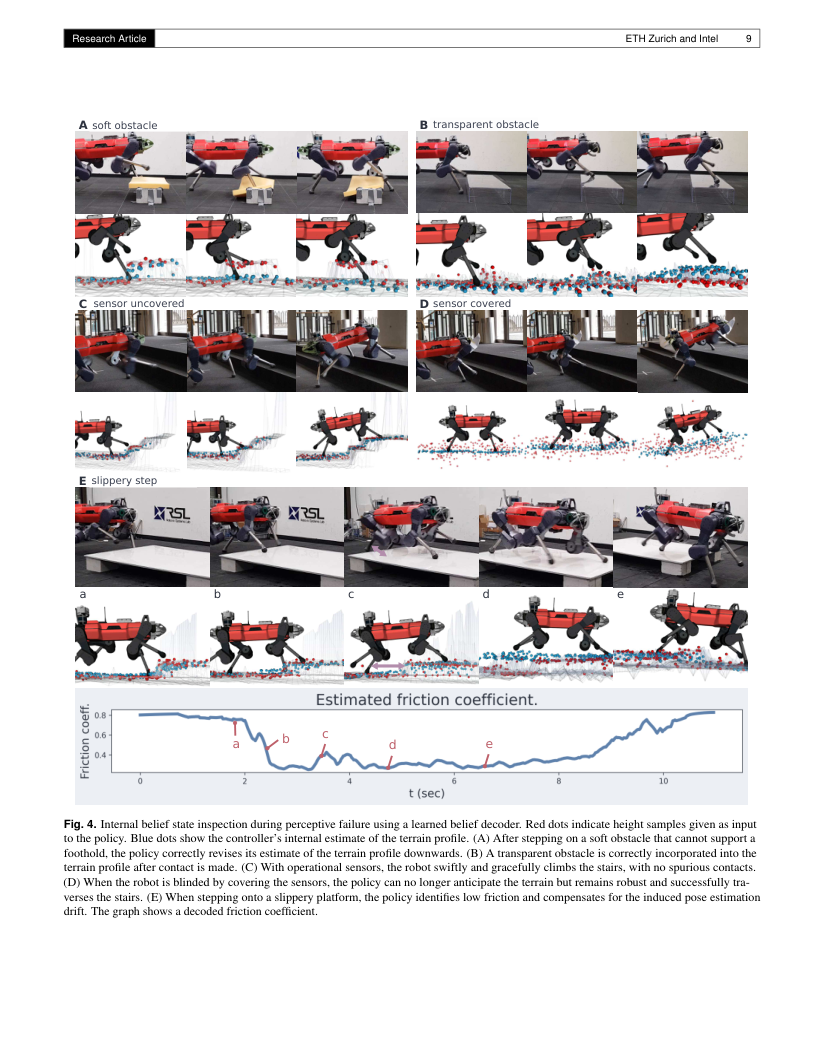 Research Article
ETH Zurich and Intel 9
A soft obstacle
B transparent obstacle
C sensor uncovered
D sensor covered
E slippery step
RSL
RSL
a b c d e
Estimated friction coefficient.
Friction coeff.
0.8
0.6
0.4
a
b
c
d
e
0 2 4 6 8 10
t (sec)
Fig. 4. Internal belief state inspection during perceptive failure using a learned belief decoder. Red dots indicate height samples given as input
to the policy. Blue dots show the controller's internal estimate of the terrain profile. (A) After stepping on a soft obstacle that cannot support a
foothold, the policy correctly revises its estimate of the terrain profile downwards. (B) A transparent obstacle is correctly incorporated into the
terrain profile after contact is made. (C) With operational sensors, the robot swiftly and gracefully climbs the stairs, with no spurious contacts.
(D) When the robot is blinded by covering the sensors, the policy can no longer anticipate the terrain but remains robust and successfully tra-
verses the stairs. (E) When stepping onto a slippery platform, the policy identifies low friction and compensates for the induced pose estimation
drift. The graph shows a decoded friction coefficient.